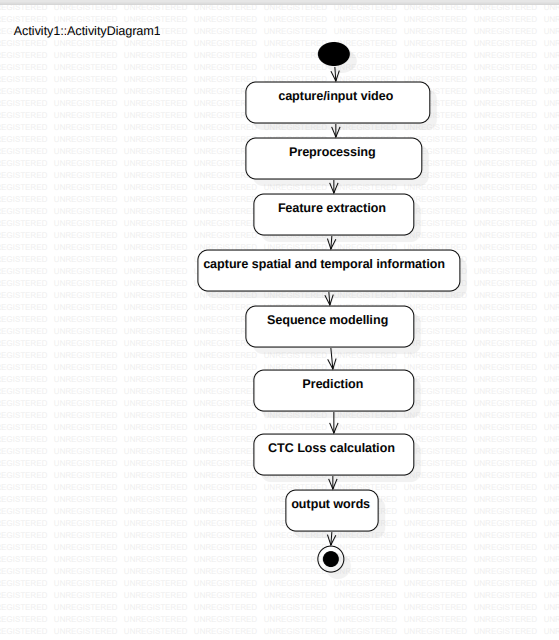 Activity1::ActivityDiagram1
capture/input video
Preprocessing
Feature extraction
capture spatial and temporal information
Sequence modelling
Prediction
CTC Loss calculation
output words